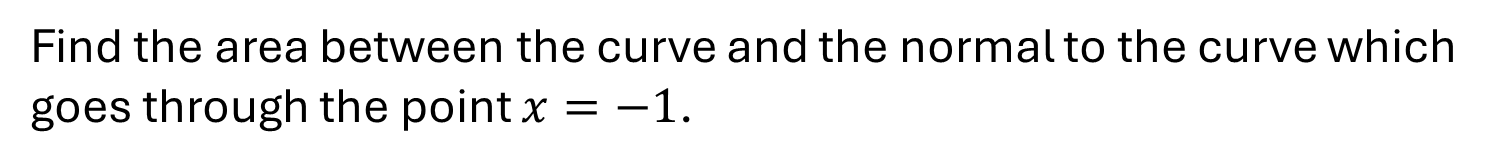 Find the area between the curve and the normal to the curve which
goes through the point x = −1.